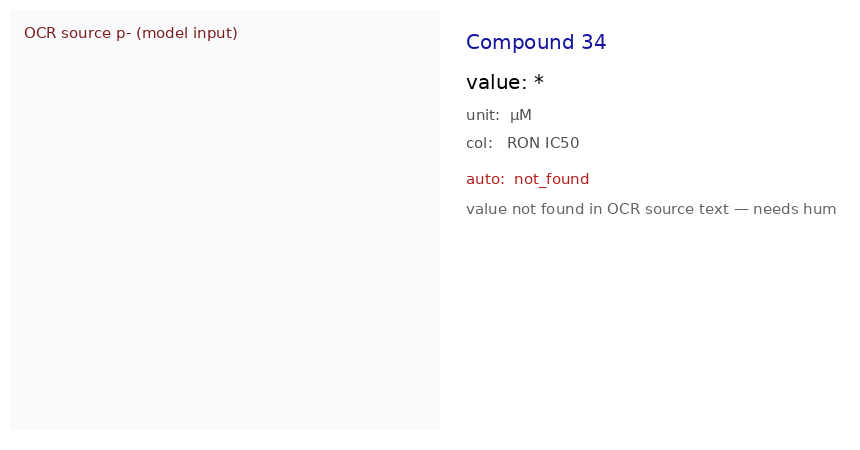 OCR source p- (model input)
Compound 34
value: *
unit:  µM
col:   RON IC50
auto:  not_found
value not found in OCR source text — needs hum